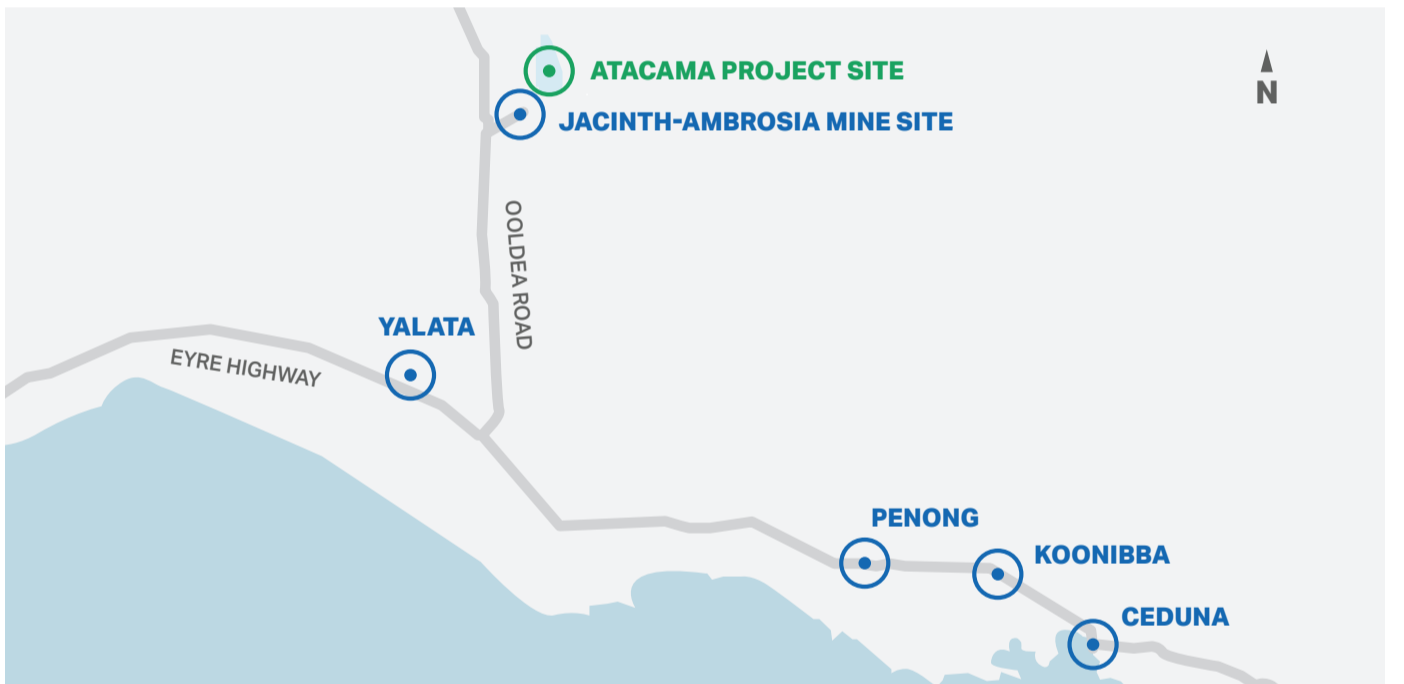 ATACAMA PROJECT SITE
N
JACINTH-AMBROSIA MINE SITE
OOLDEA ROAD
YALATA
EYRE HIGHWAY
PENONG
KOONIBBA
CEDUNA